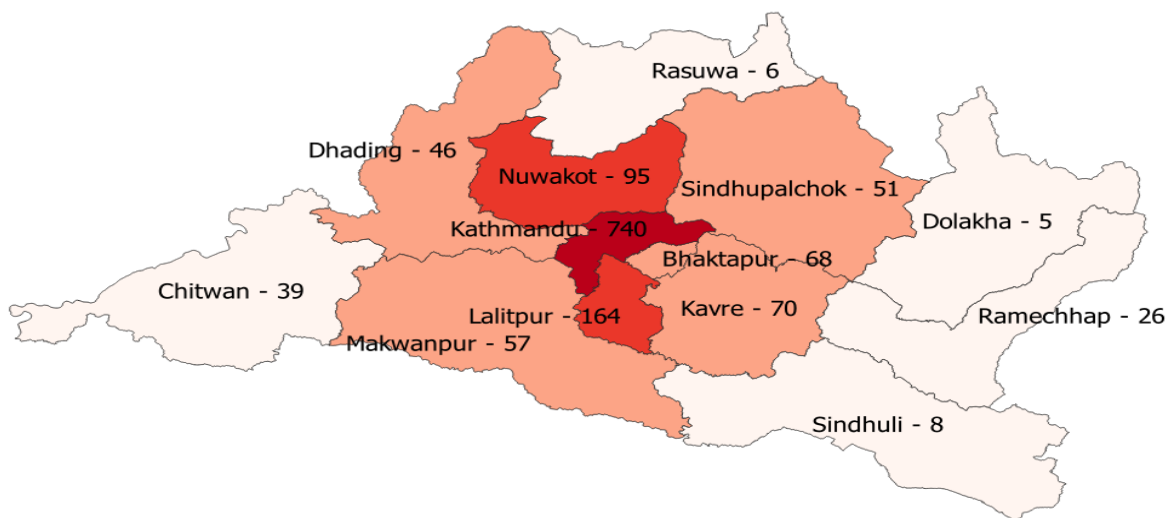 Rasuwa - 6
Dhading - 46
Nuwakot - 95
Sindhupalchok - 51
Dolakha - 5
Kathmandu - 740
Bhaktapur - 68
Chitwan - 39
Kavre - 70
Lalitpur - 164
Ramechhap - 26
Makwanpur - 57
Sindhuli - 8